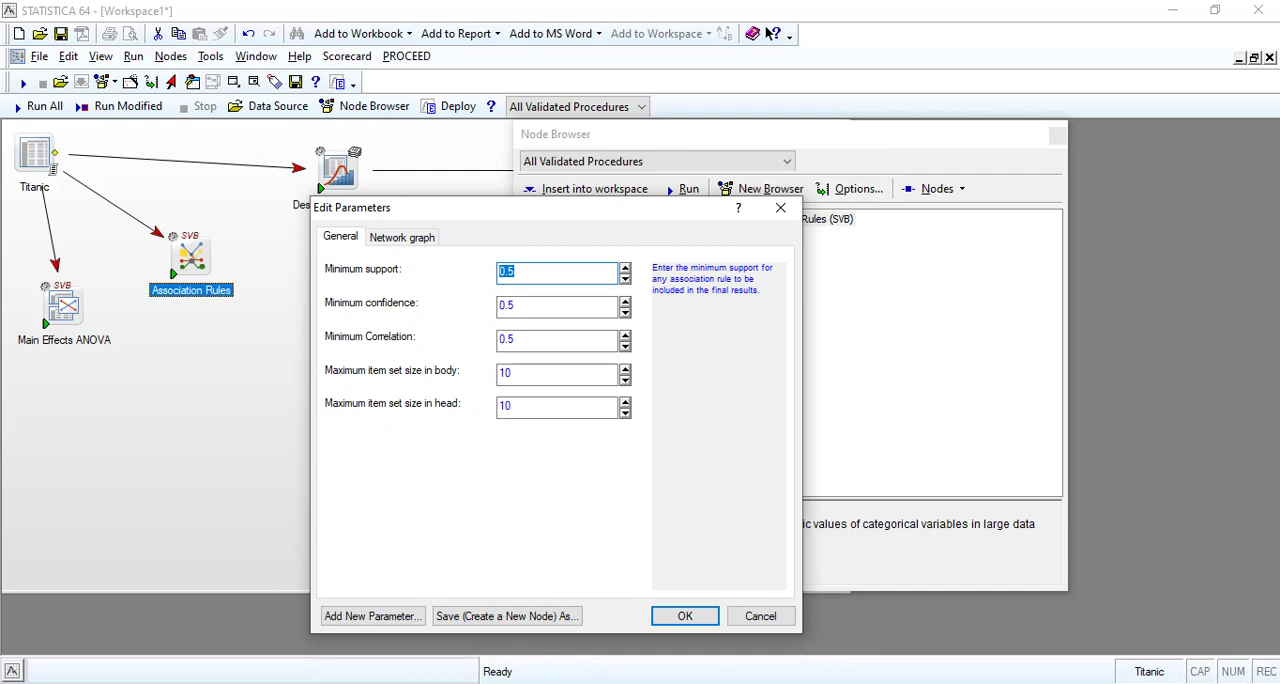 STATISTICA 64 - [Workspace1*]
Add to Workbook Add to Report Add to MS Word Add to Workspace
File Edit View Run Nodes Tools Window Help Scorecard PROCEED
Run All Run Modified Stop Data Source Node Browser Deploy ? All Validated Procedures
Node Browser
All Validated Procedures
Insert into workspace Run New Browser Options... Nodes
Titanic
Des
Rules (SVB)
Edit Parameters ?
General Network graph
SVB
Association Rules
SVB
Main Effects ANOVA
Minimum support: 0.5
Minimum confidence: 0.5
Minimum Correlation: 0.5
Maximum item set size in body: 10
Maximum item set size in head: 10
Enter the minimum support for
any association rule to be
included in the final results.
ic values of categorical variables in large data
Add New Parameter... Save (Create a New Node) As... OK Cancel
Ready Titanic CAP NUM REC